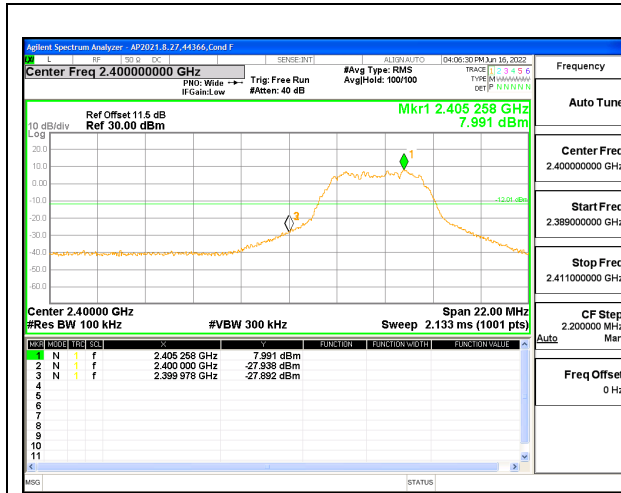 Agilent Spectrum Analyzer - AP2021.8.27,44366,Cond F
L RF 50 Ω DC SENSE:INT ALIGN AUTO 04:06:30 PM Jun 16, 2022
Center Freq 2.400000000 GHz
PNO: Wide
IFGain:Low
Trig: Free Run
#Atten: 40 dB
#Avg Type: RMS
Avg|Hold: 100/100
TRACE 1 2 3 4 5 6
TYPE M
DET P N N N N N
Ref Offset 11.5 dB
Ref 30.00 dBm
10 dB/div
Log
Mkr1 2.405 258 GHz
7.991 dBm
20.0
10.0
0.00
-10.0
-20.0
-30.0
-40.0
-50.0
-60.0
1
3
-12.01 dBm
Center 2.40000 GHz Span 22.00 MHz
#Res BW 100 kHz #VBW 300 kHz Sweep 2.133 ms (1001 pts)
MKR MODE TRC SCL X Y FUNCTION FUNCTION WIDTH FUNCTION VALUE
1 N 1 f 2.405 258 GHz 7.991 dBm
2 N 1 f 2.400 000 GHz -27.938 dBm
3 N 1 f 2.399 978 GHz -27.892 dBm
4
5
6
7
8
9
10
11
MSG STATUS
Frequency
Auto Tune
Center Freq
2.400000000 GHz
Start Freq
2.389000000 GHz
Stop Freq
2.411000000 GHz
CF Step
2.200000 MHz
Auto Man
Freq Offset
0 Hz